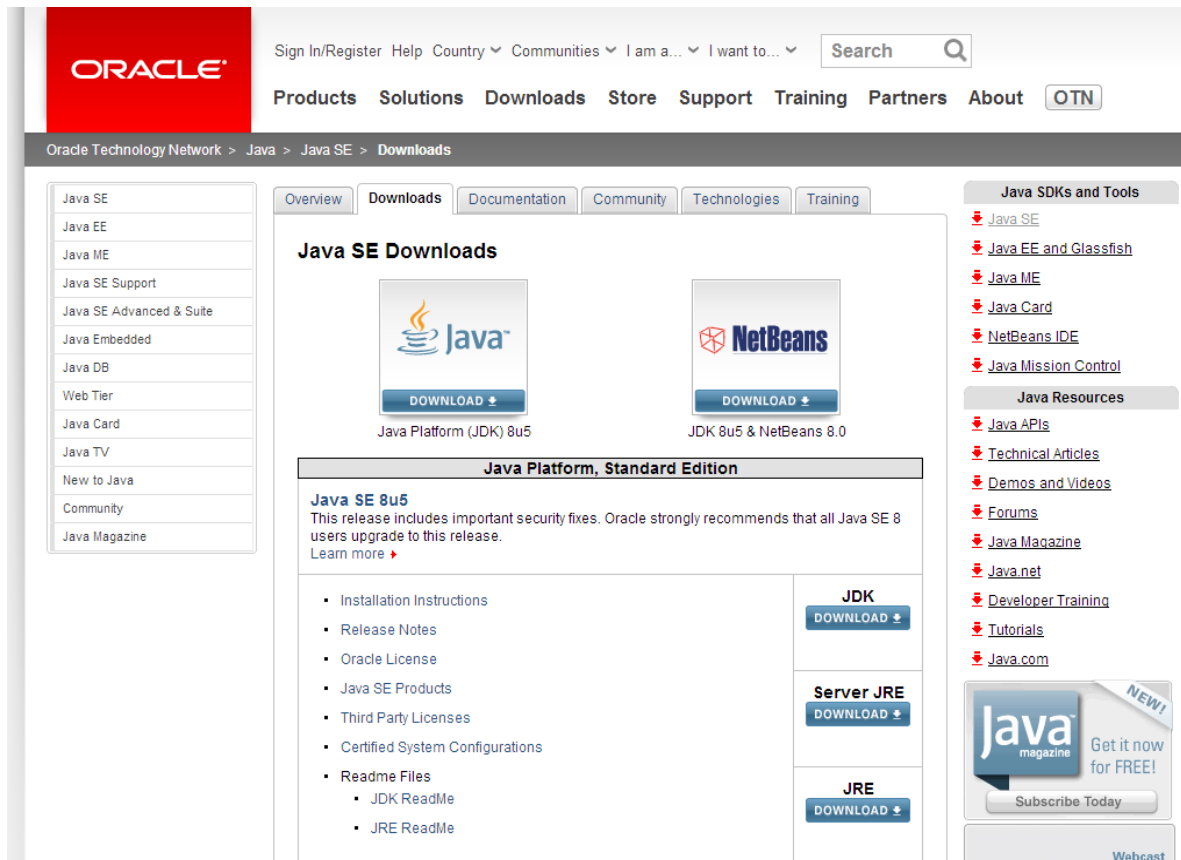 ORACLE
Sign In/Register Help Country Communities I am a... I want to... Search
Products Solutions Downloads Store Support Training Partners About OTN
Oracle Technology Network > Java > Java SE > Downloads
Java SE
Java EE
Java ME
Java SE Support
Java SE Advanced & Suite
Java Embedded
Java DB
Web Tier
Java Card
Java TV
New to Java
Community
Java Magazine
Overview Downloads Documentation Community Technologies Training
Java SE Downloads
Java
DOWNLOAD
Java Platform (JDK) 8u5
NetBeans
DOWNLOAD
JDK 8u5 & NetBeans 8.0
Java Platform, Standard Edition
Java SE 8u5
This release includes important security fixes. Oracle strongly recommends that all Java SE 8
users upgrade to this release.
Learn more
Installation Instructions
Release Notes
Oracle License
Java SE Products
Third Party Licenses
Certified System Configurations
Readme Files
JDK ReadMe
JRE ReadMe
JDK
DOWNLOAD
Server JRE
DOWNLOAD
JRE
DOWNLOAD
Java SDKs and Tools
Java SE
Java EE and Glassfish
Java ME
Java Card
NetBeans IDE
Java Mission Control
Java Resources
Java APIs
Technical Articles
Demos and Videos
Forums
Java Magazine
Java.net
Developer Training
Tutorials
Java.com
NEW!
Java
magazine
Get it now
for FREE!
Subscribe Today
Webcast